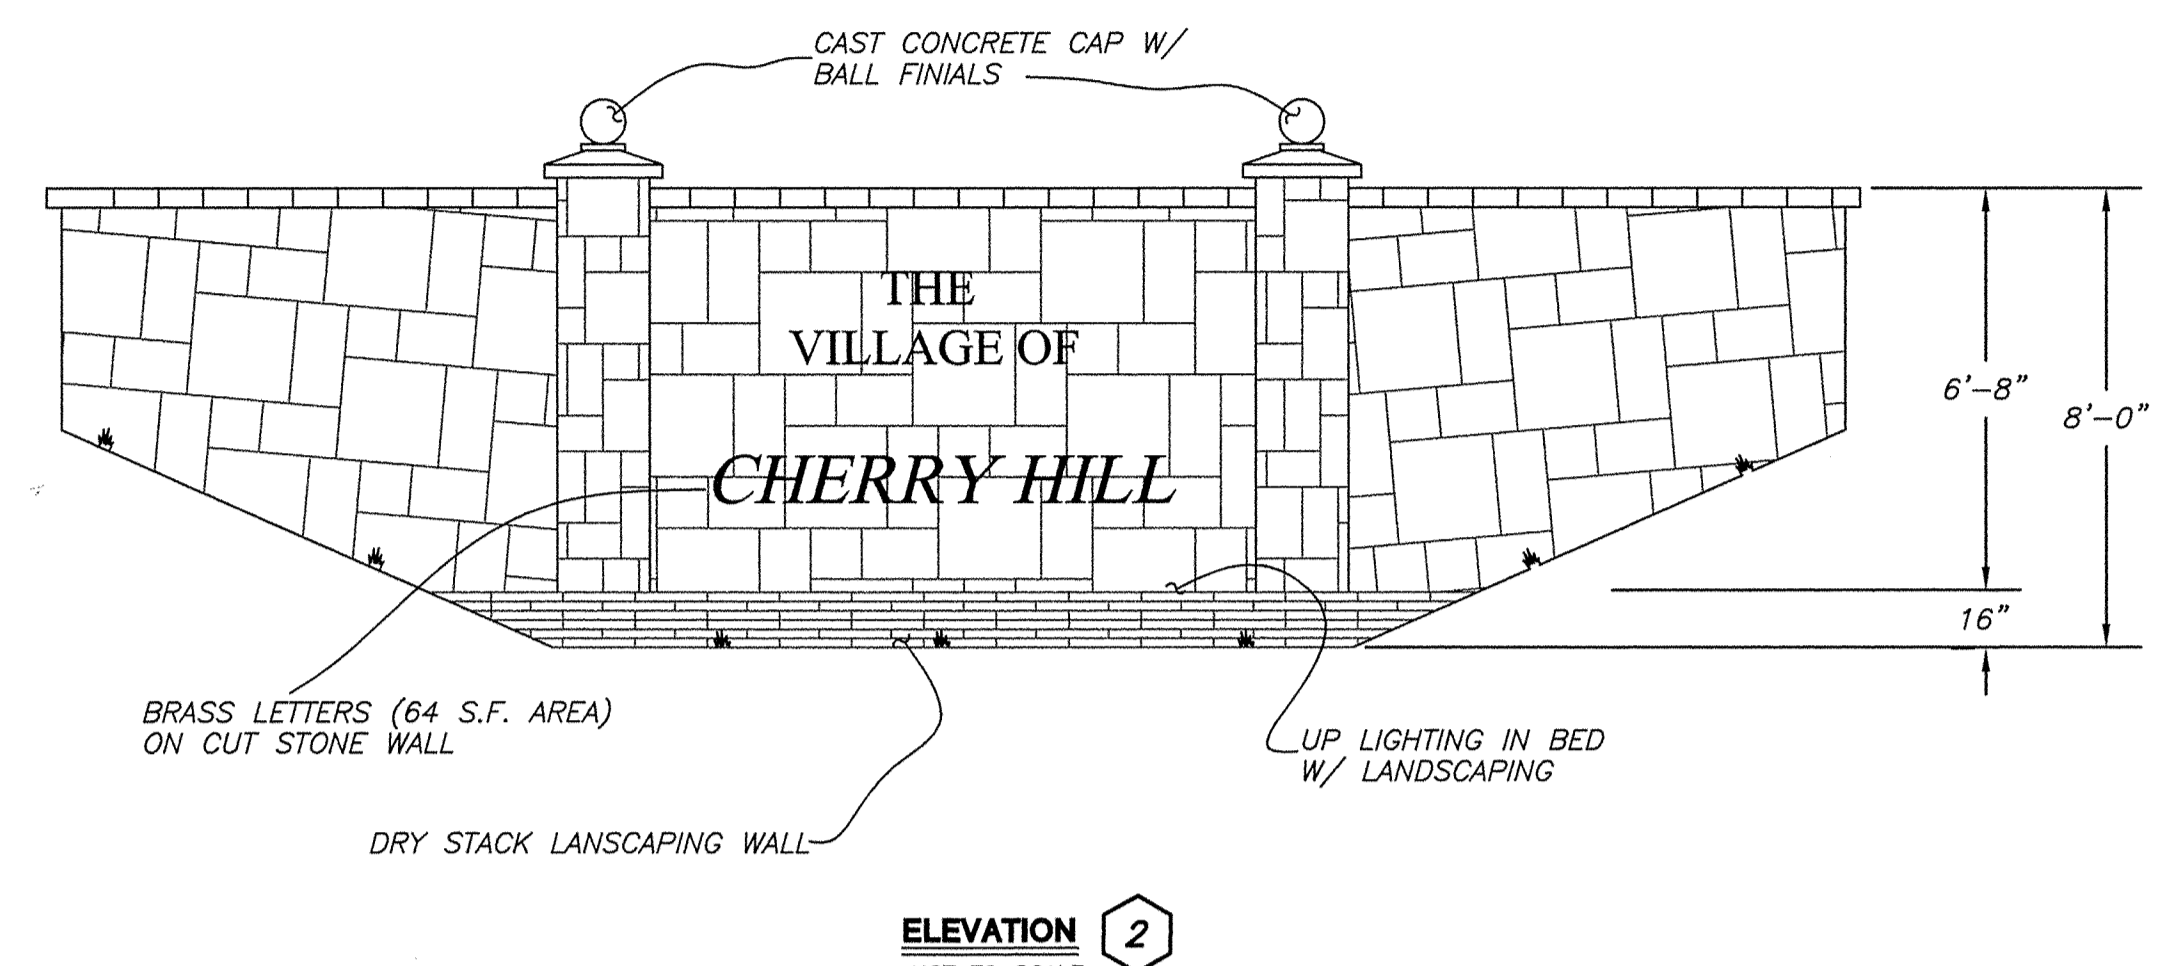 CAST CONCRETE CAP W/
BALL FINIALS
THE
VILLAGE OF
CHERRY HILL
6'-8"
8'-0"
16"
BRASS LETTERS (64 S.F. AREA)
ON CUT STONE WALL
UP LIGHTING IN BED
W/ LANDSCAPING
DRY STACK LANSCAPING WALL
ELEVATION 2